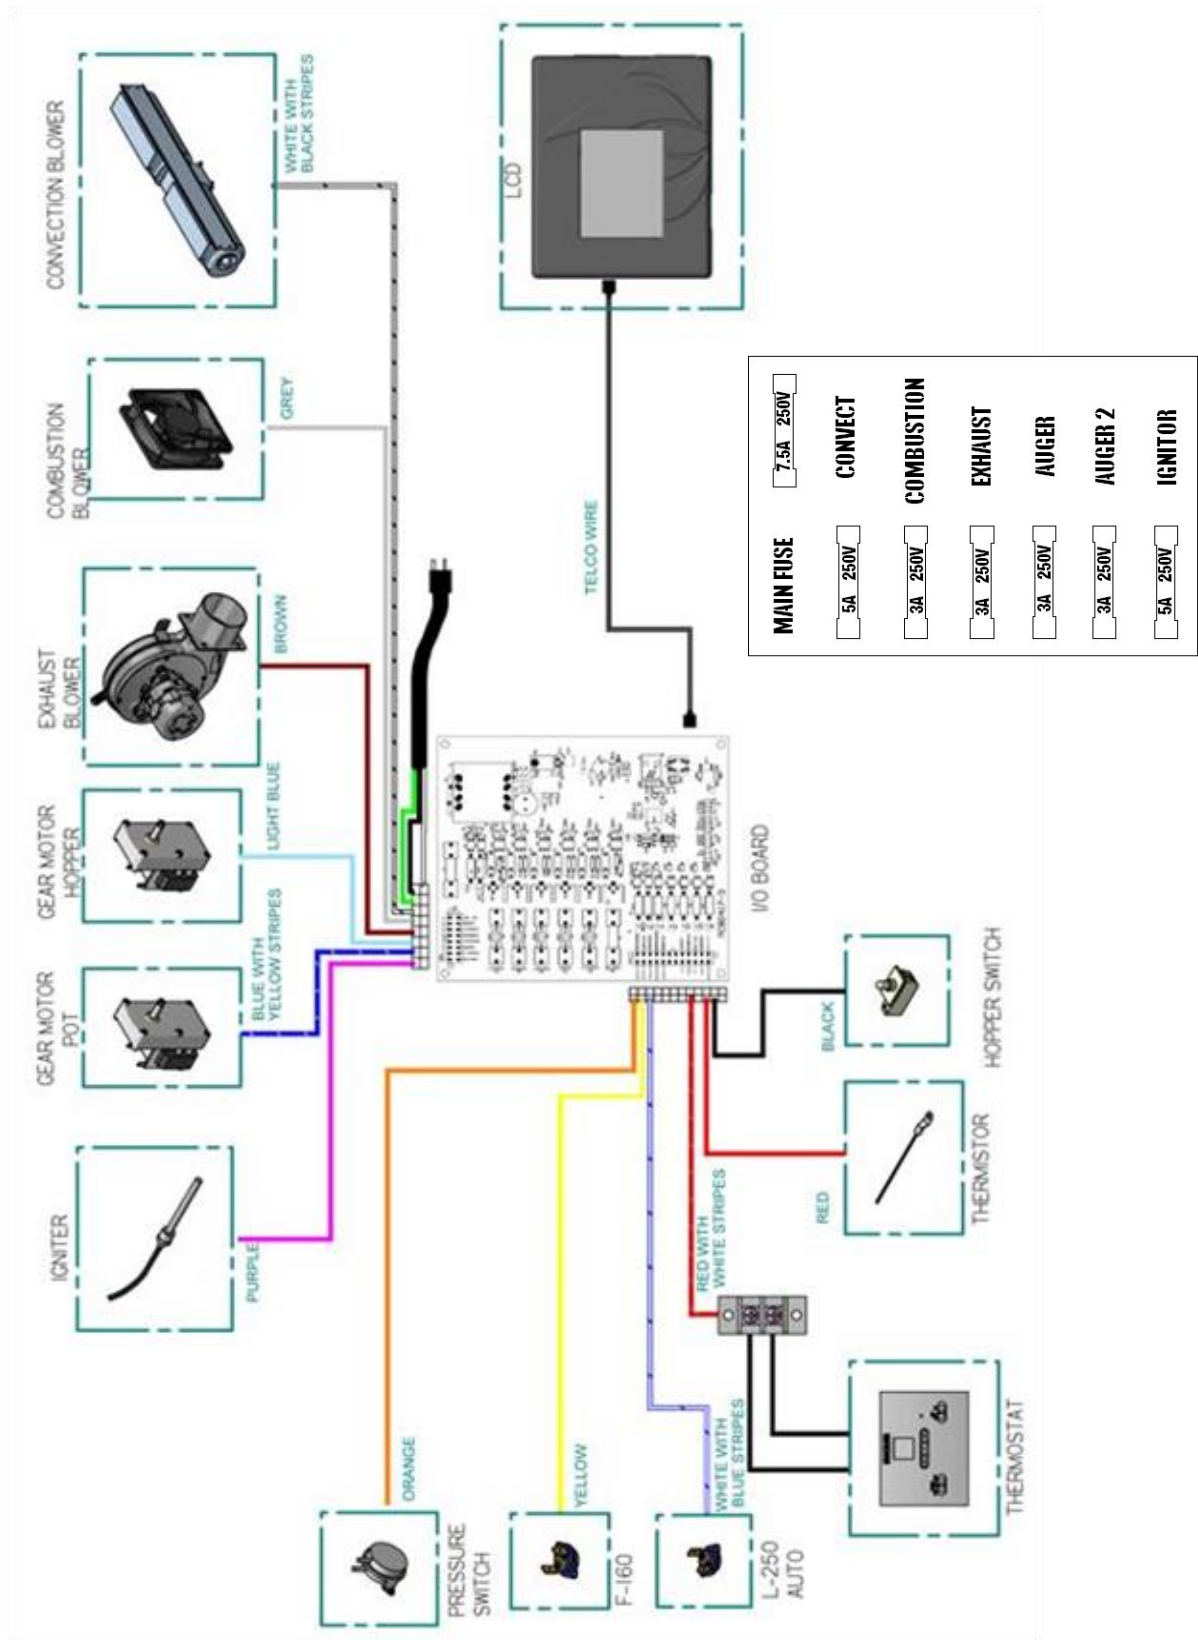 CONVECTION BLOWER
WHITE WITH
BLACK STRIPES
COMBUSTION
BLOWER
GREY
EXHAUST
BLOWER
BROWN
GEAR MOTOR
HOPPER
LIGHT BLUE
GEAR MOTOR
POT
BLUE WITH
YELLOW STRIPES
IGNITER
PURPLE
LCD
TELCO WIRE
I/O BOARD
PRESSURE
SWITCH
ORANGE
F-160
YELLOW
L-250
AUTO
WHITE WITH
BLUE STRIPES
THERMOSTAT
RED WITH
WHITE STRIPES
THERMISTOR
RED
HOPPER SWITCH
BLACK
MAIN FUSE 7.5A 250V
5A 250V CONVECT
3A 250V COMBUSTION
3A 250V EXHAUST
3A 250V AUGER
3A 250V AUGER 2
5A 250V IGNITOR